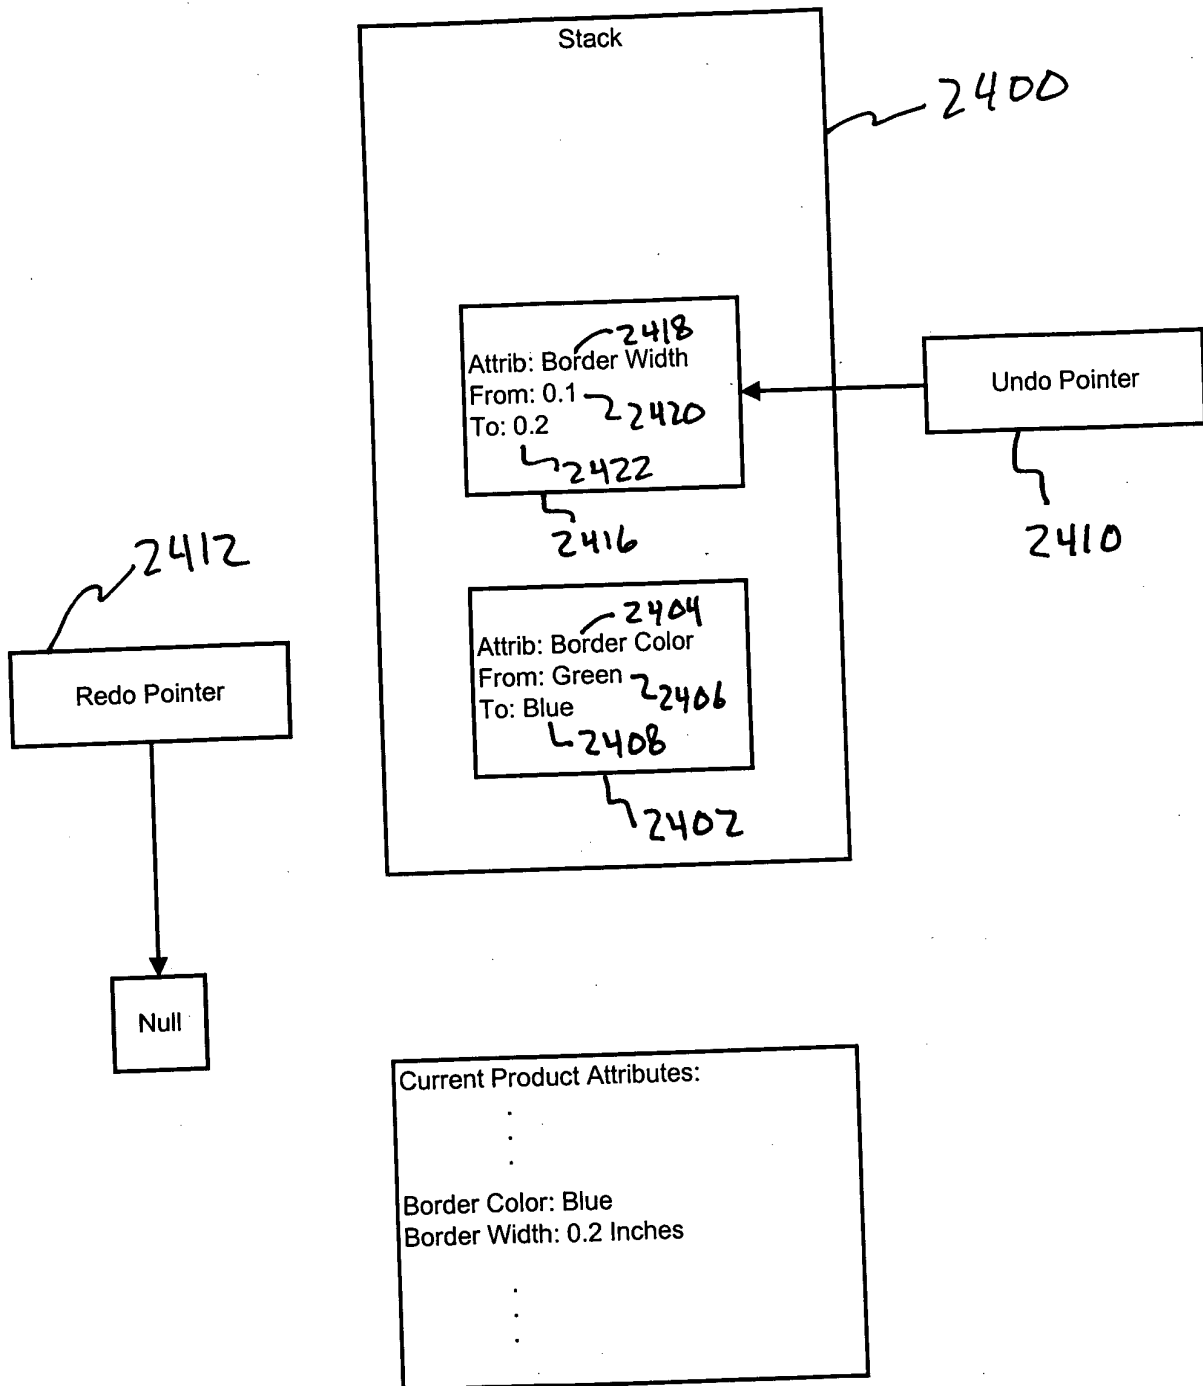 Stack
2400
2418
Attrib: Border Width
From: 0.1
2420
To: 0.2
2422
2416
Undo Pointer
2410
2412
Redo Pointer
2404
Attrib: Border Color
From: Green
2406
To: Blue
2408
2402
Null
Current Product Attributes:
.
.
.
Border Color: Blue
Border Width: 0.2 Inches
.
.
.